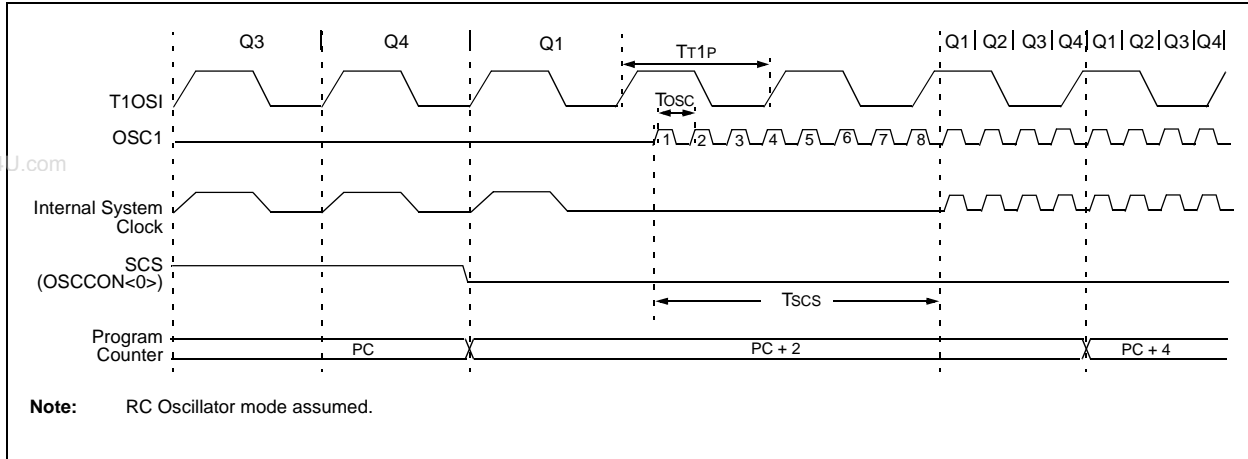 Q3 Q4 Q1 TT1P Q1 Q2 Q3 Q4 Q1 Q2 Q3 Q4
T1OSI
TOSC
OSC1 1 2 3 4 5 6 7 8
4U.com
Internal System
Clock
SCS
(OSCCON<0>)
TSCS
Program
Counter PC PC + 2 PC + 4
Note: RC Oscillator mode assumed.